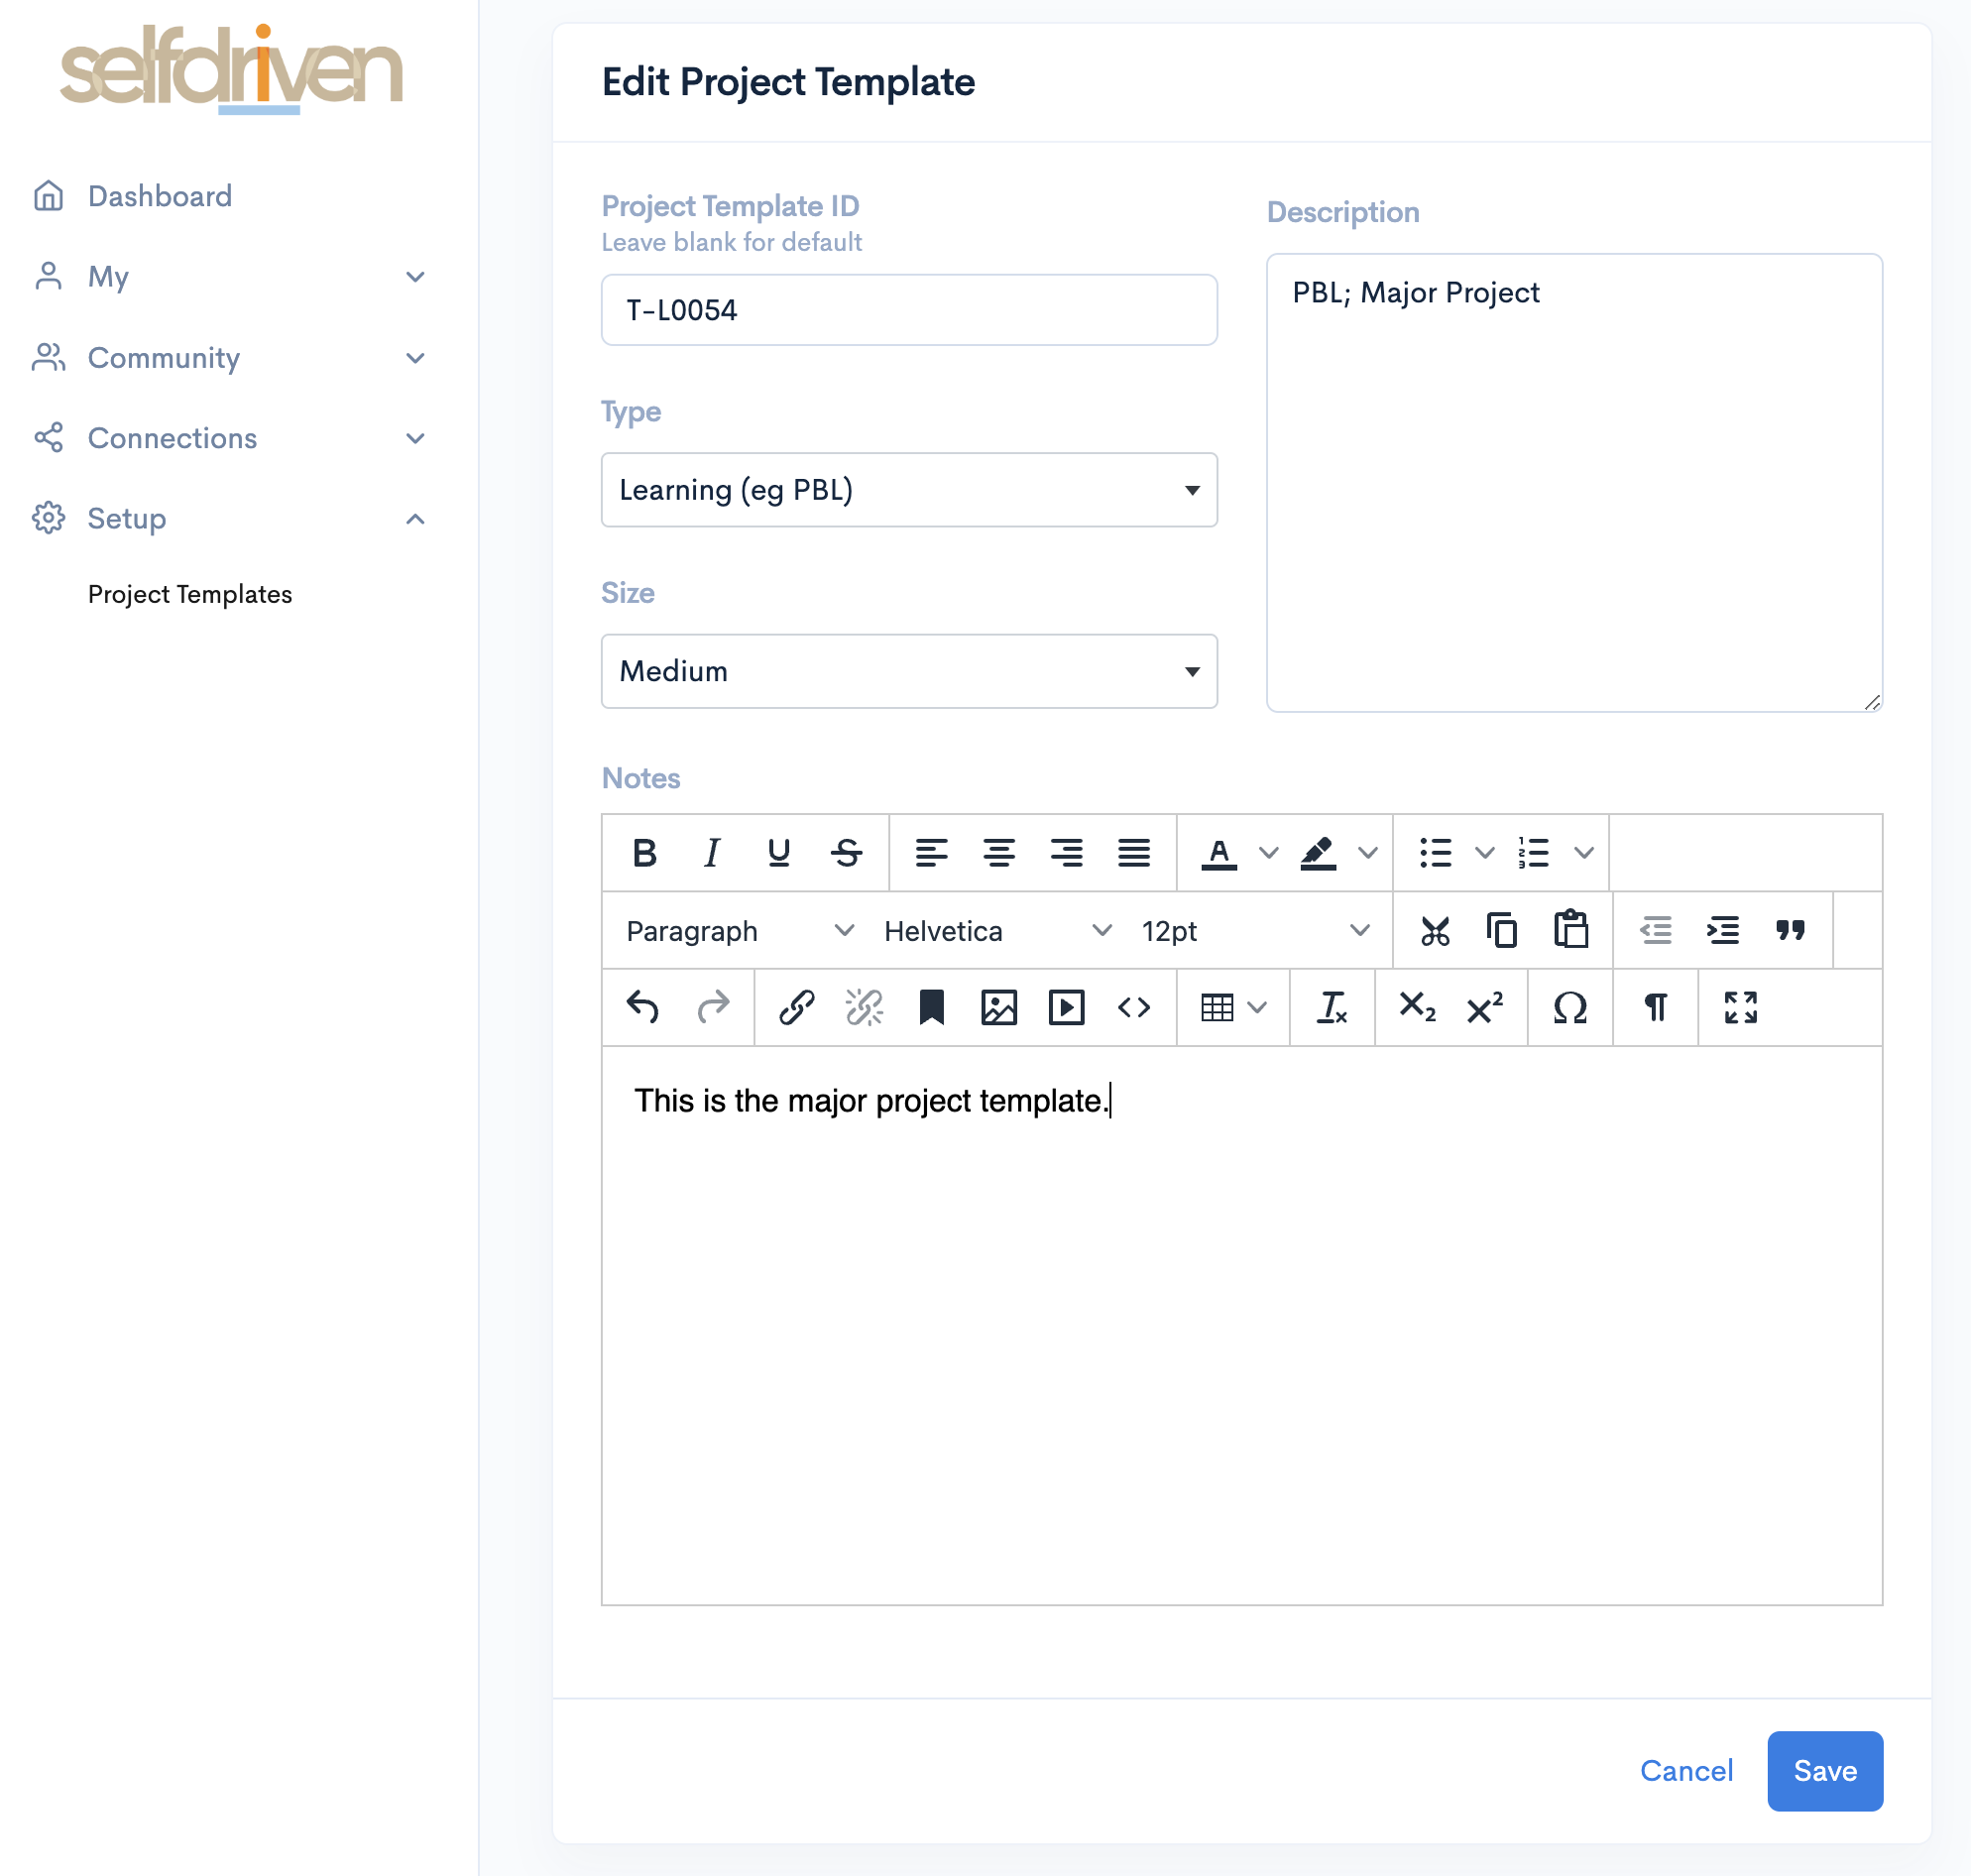 selfdriven
Dashboard
My
Community
Connections
Setup
Project Templates
Edit Project Template
Project Template ID
Leave blank for default
T-L0054
Type
Learning (eg PBL)
Size
Medium
Description
PBL; Major Project
Notes
Paragraph Helvetica 12pt
This is the major project template.
Cancel Save